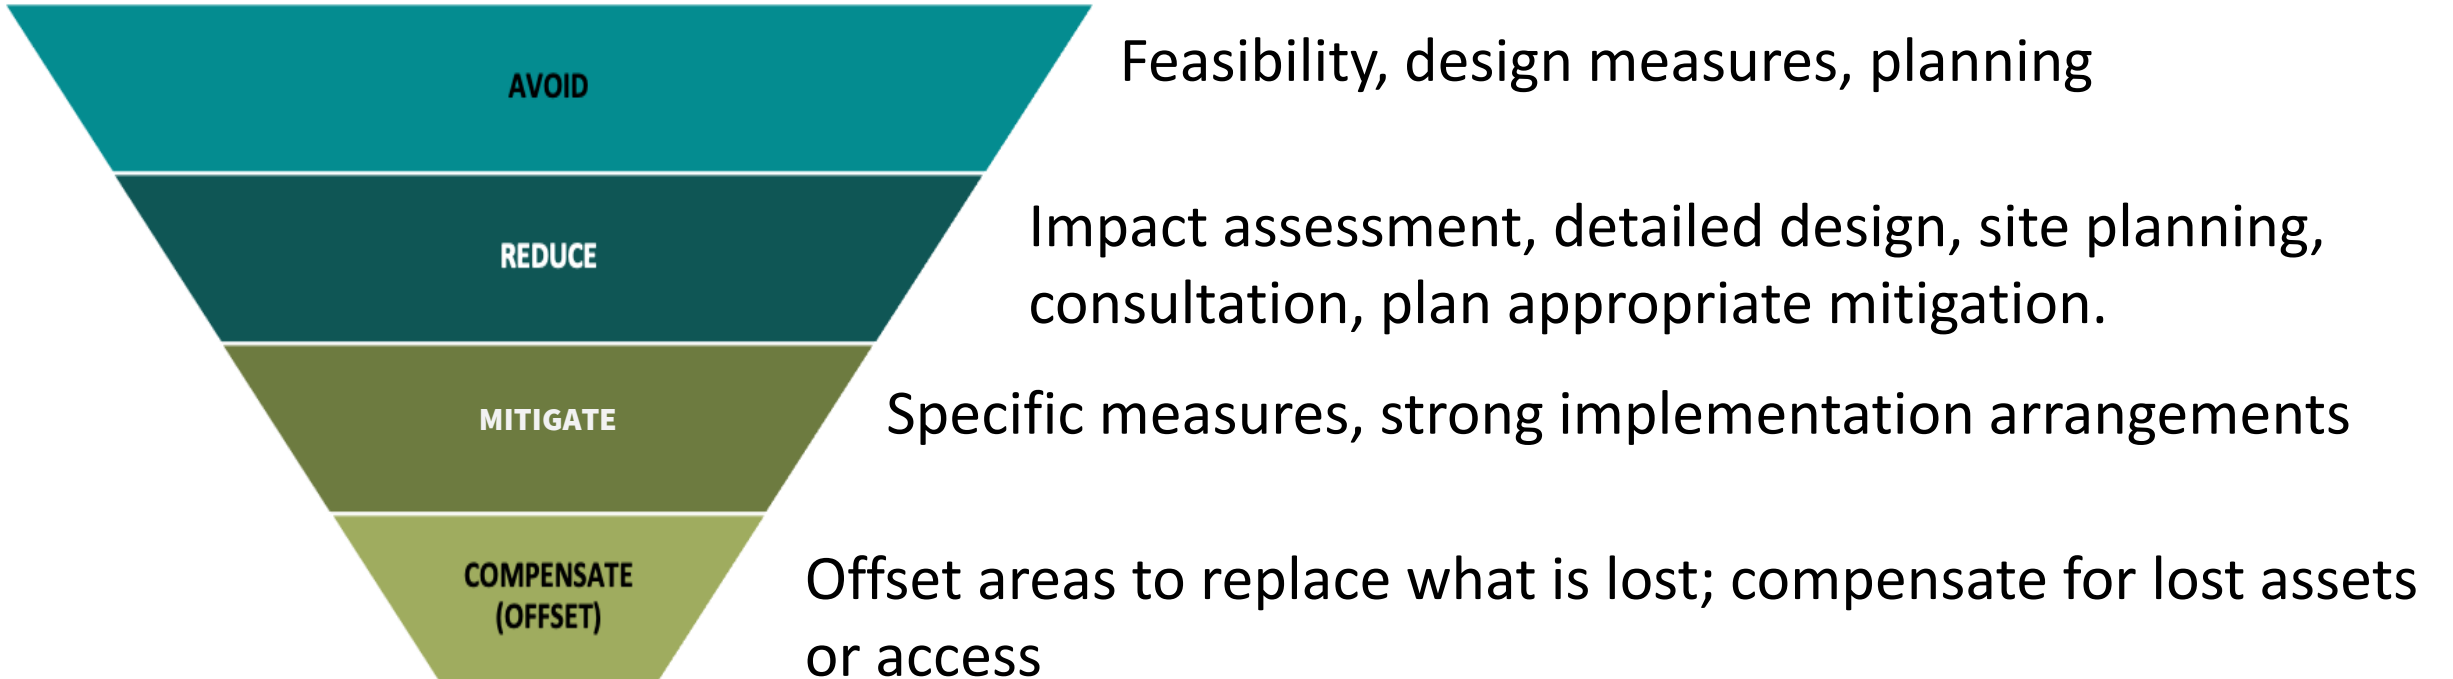 AVOID
Feasibility, design measures, planning
REDUCE
Impact assessment, detailed design, site planning,
consultation, plan appropriate mitigation.
MITIGATE
Specific measures, strong implementation arrangements
COMPENSATE
(OFFSET)
Offset areas to replace what is lost; compensate for lost assets
or access